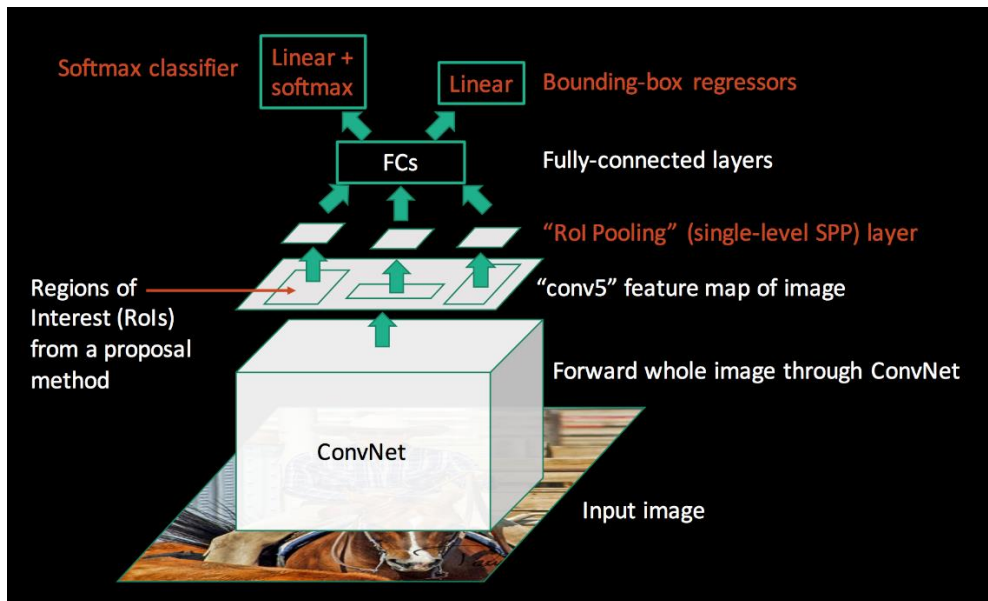 Softmax classifier
Linear +
softmax
Linear
Bounding-box regressors
FCs
Fully-connected layers
“RoI Pooling” (single-level SPP) layer
Regions of
Interest (RoIs)
from a proposal
method
“conv5” feature map of image
Forward whole image through ConvNet
ConvNet
Input image